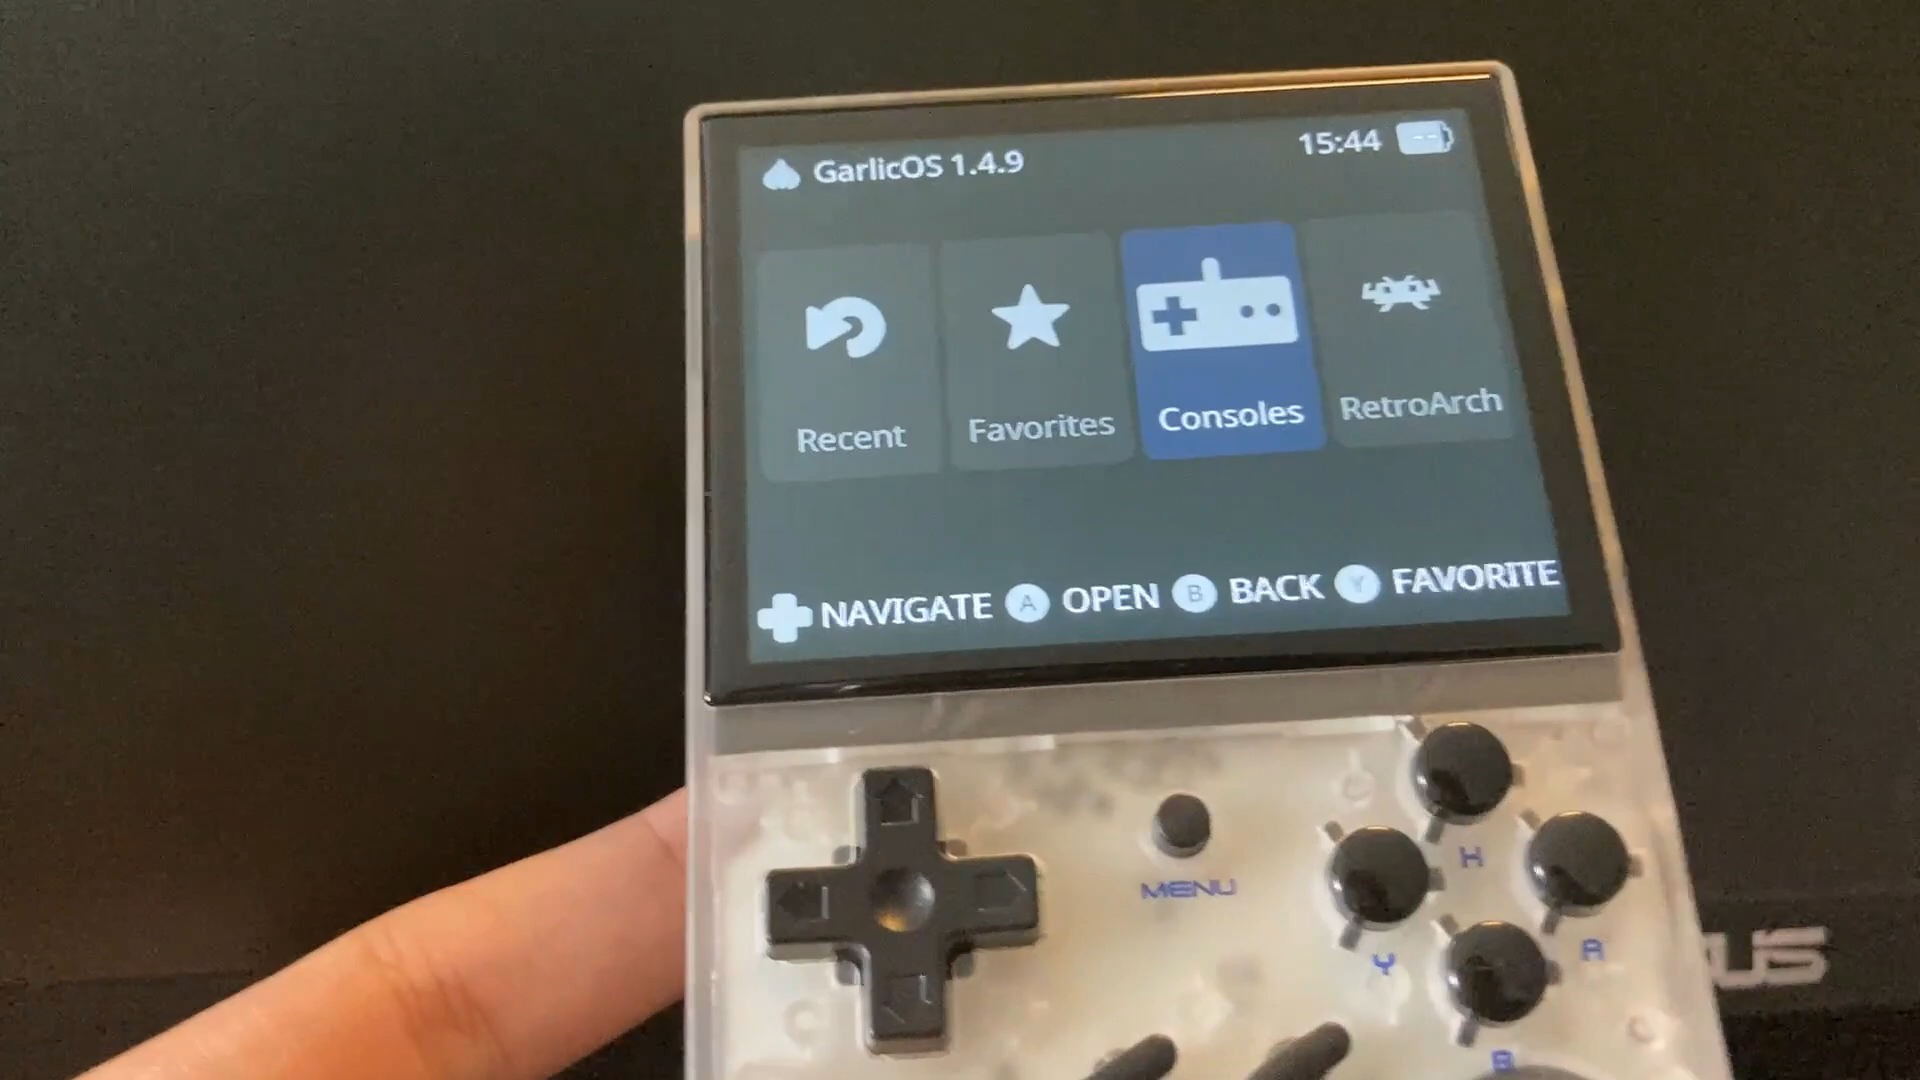 GarlicOS 1.4.9
15:44
Recent
Favorites
Consoles
RetroArch
NAVIGATE A OPEN B BACK Y FAVORITE
MENU
H
Y
A
B